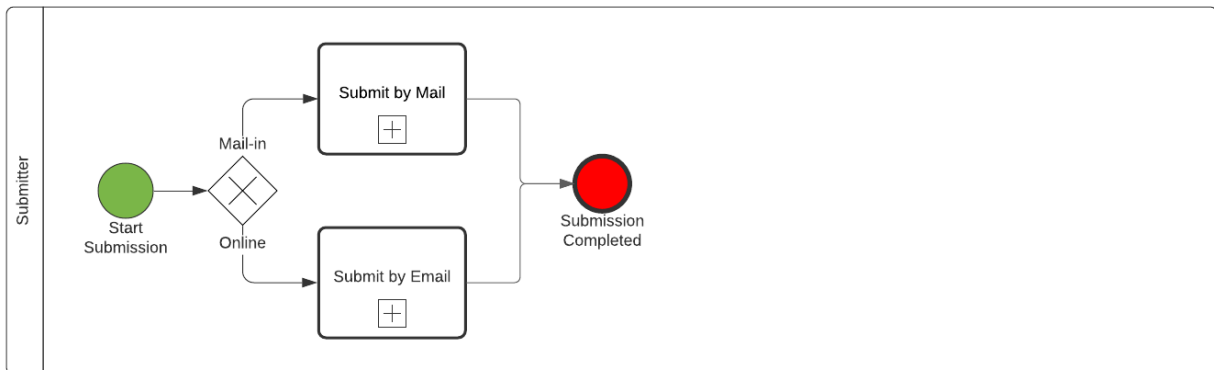 Submitter
Start
Submission
Mail-in
Online
Submit by Mail
Submit by Email
Submission
Completed